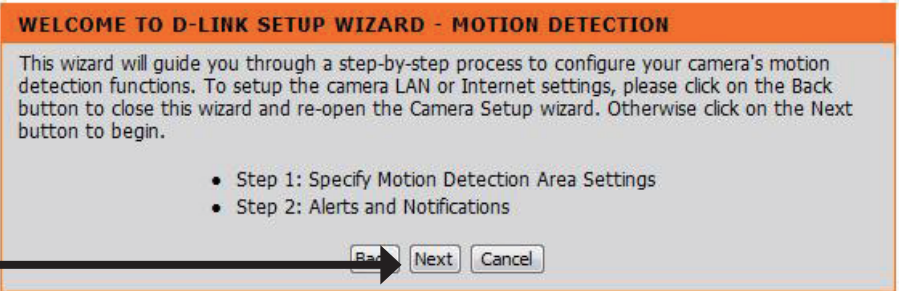 WELCOME TO D-LINK SETUP WIZARD - MOTION DETECTION
This wizard will guide you through a step-by-step process to configure your camera's motion
detection functions. To setup the camera LAN or Internet settings, please click on the Back
button to close this wizard and re-open the Camera Setup wizard. Otherwise click on the Next
button to begin.
• Step 1: Specify Motion Detection Area Settings
• Step 2: Alerts and Notifications
Back Next Cancel